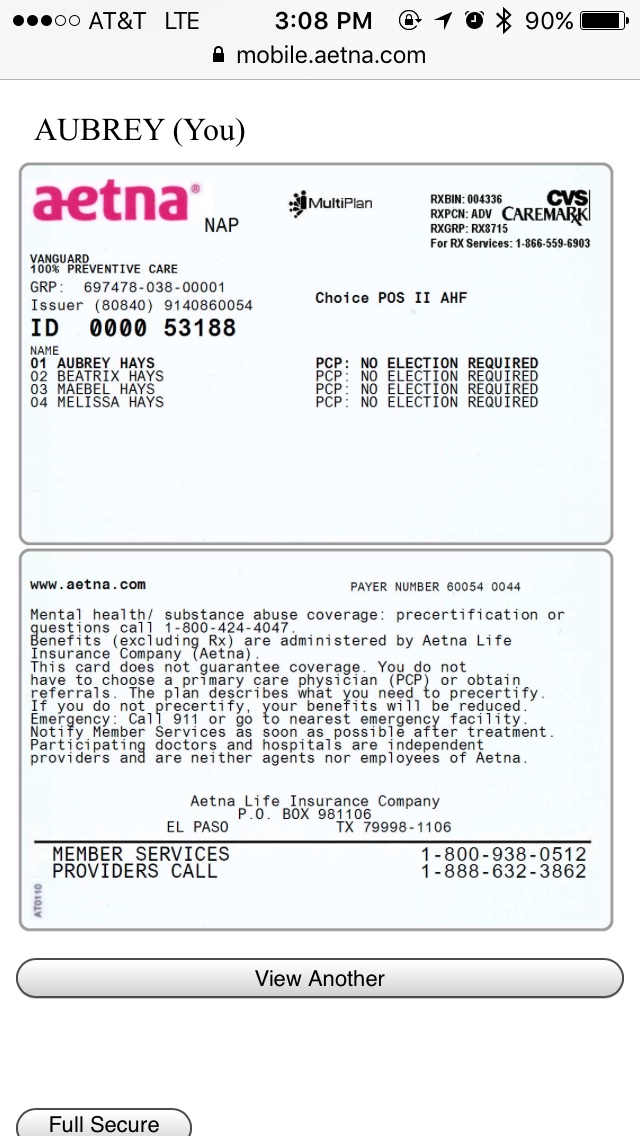 AT&T LTE 3:08 PM 90%
mobile.aetna.com
AUBREY (You)
aetna®
NAP
MultiPlan
RXBIN: 004336
RXPCN: ADV
RXGRP: RX8715
For RX Services: 1-866-559-6903
CVS
CAREMARK
VANGUARD
100% PREVENTIVE CARE
GRP: 697478-038-00001
Issuer (80840) 9140860054
Choice POS II AHF
ID 0000 53188
NAME
01 AUBREY HAYS PCP: NO ELECTION REQUIRED
02 BEATRIX HAYS PCP: NO ELECTION REQUIRED
03 MAEBEL HAYS PCP: NO ELECTION REQUIRED
04 MELISSA HAYS PCP: NO ELECTION REQUIRED
www.aetna.com PAYER NUMBER 60054 0044
Mental health/ substance abuse coverage: precertification or
questions call 1-800-424-4047.
Benefits (excluding Rx) are administered by Aetna Life
Insurance Company (Aetna).
This card does not guarantee coverage. You do not
have to choose a primary care physician (PCP) or obtain
referrals. The plan describes what you need to precertify.
If you do not precertify, your benefits will be reduced.
Emergency: Call 911 or go to nearest emergency facility.
Notify Member Services as soon as possible after treatment.
Participating doctors and hospitals are independent
providers and are neither agents nor employees of Aetna.
Aetna Life Insurance Company
P.O. BOX 981106
EL PASO TX 79998-1106
MEMBER SERVICES 1-800-938-0512
PROVIDERS CALL 1-888-632-3862
AT0110
View Another
Full Secure